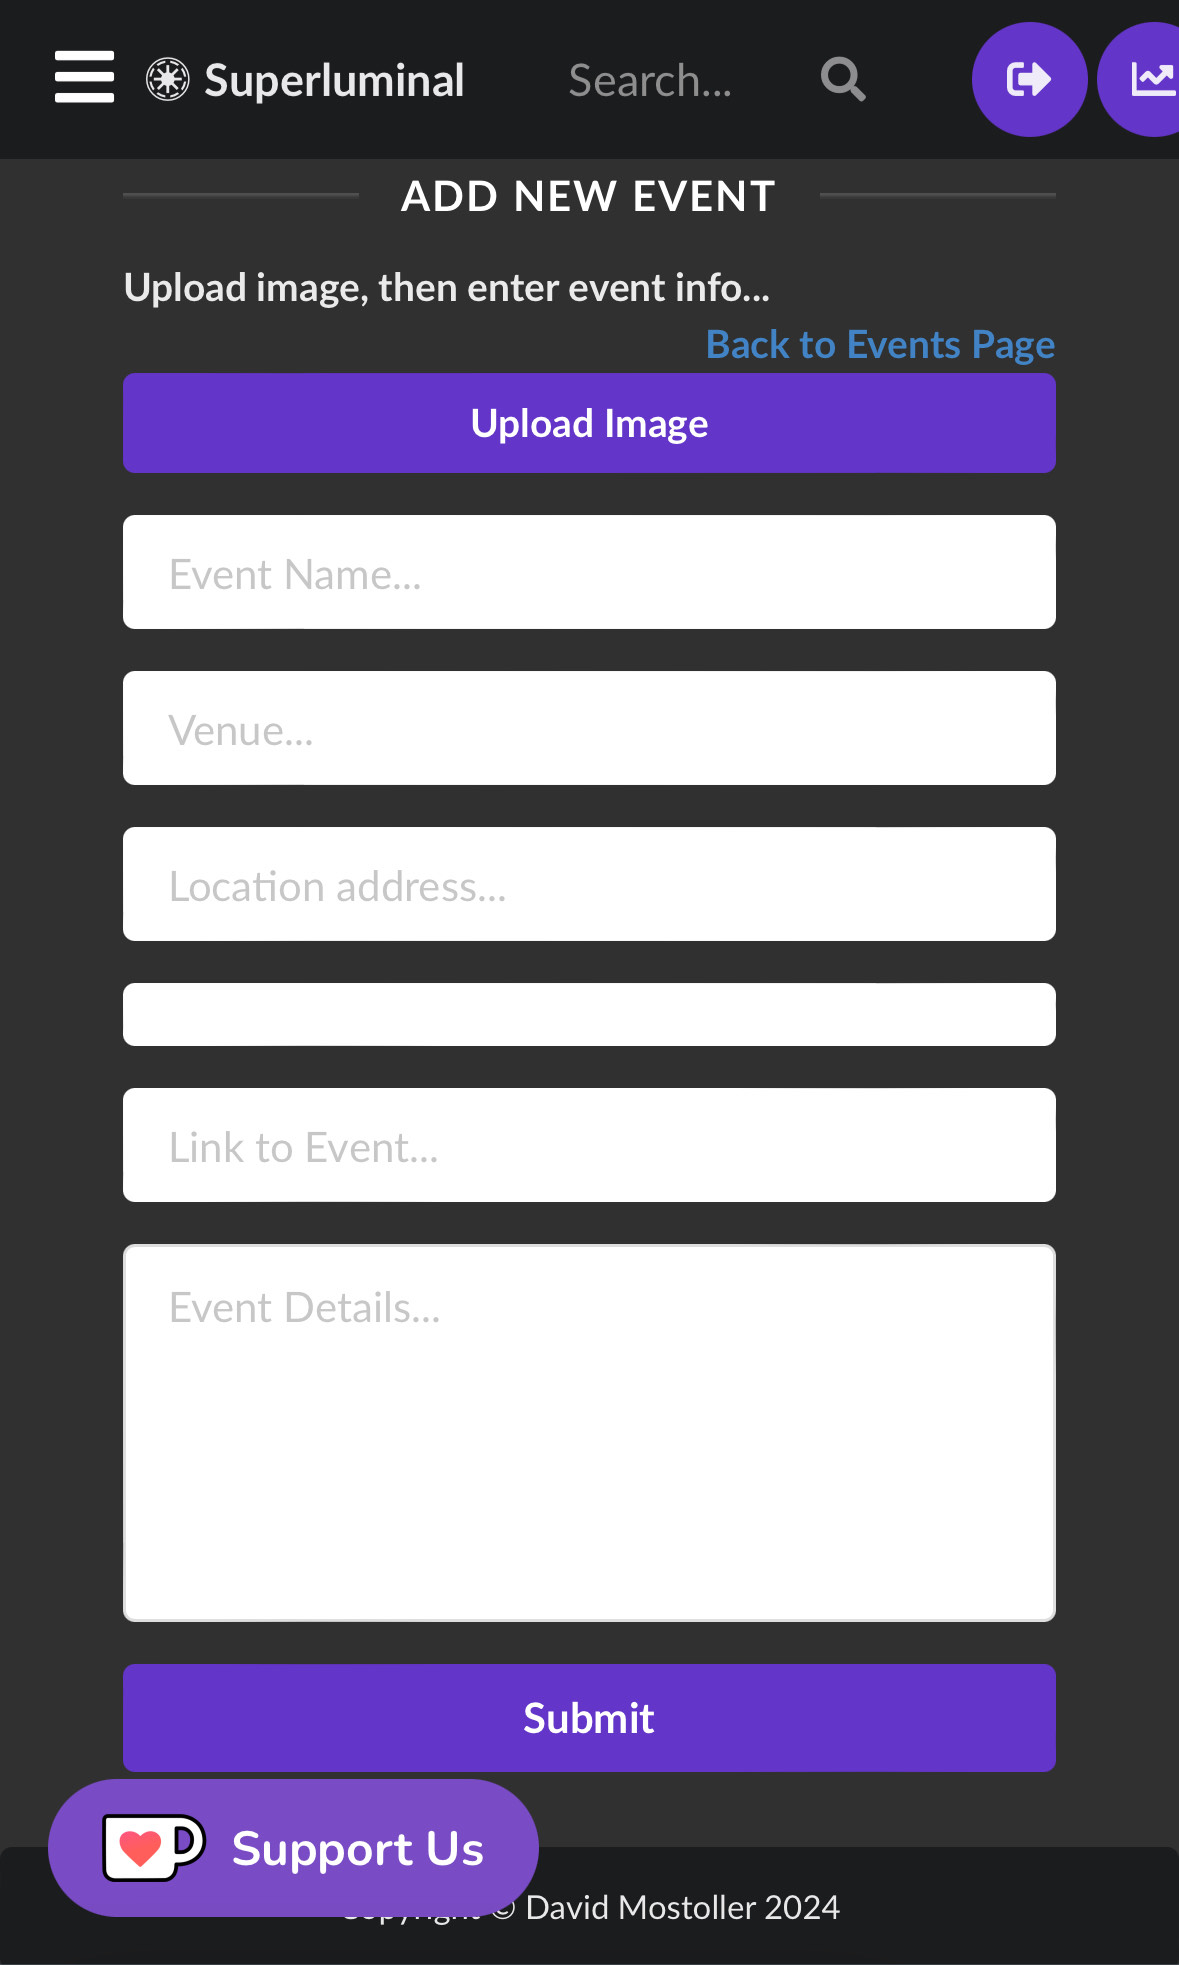 Superluminal
Search...
ADD NEW EVENT
Upload image, then enter event info...
Back to Events Page
Upload Image
Event Name...
Venue...
Location address...
Link to Event...
Event Details...
Submit
Support Us
Copyright © David Mostoller 2024